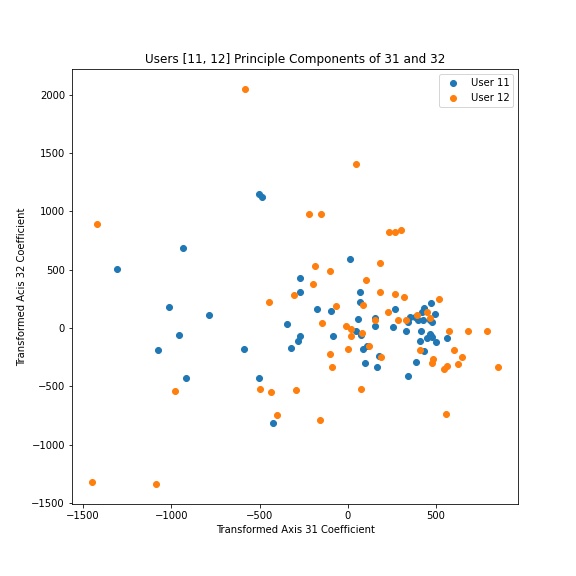 Users [11, 12] Principle Components of 31 and 32
User 11
User 12
2000
1500
1000
500
0
−500
−1000
−1500
Transformed Acis 32 Coefficient
−1500
−1000
−500
0
500
Transformed Axis 31 Coefficient